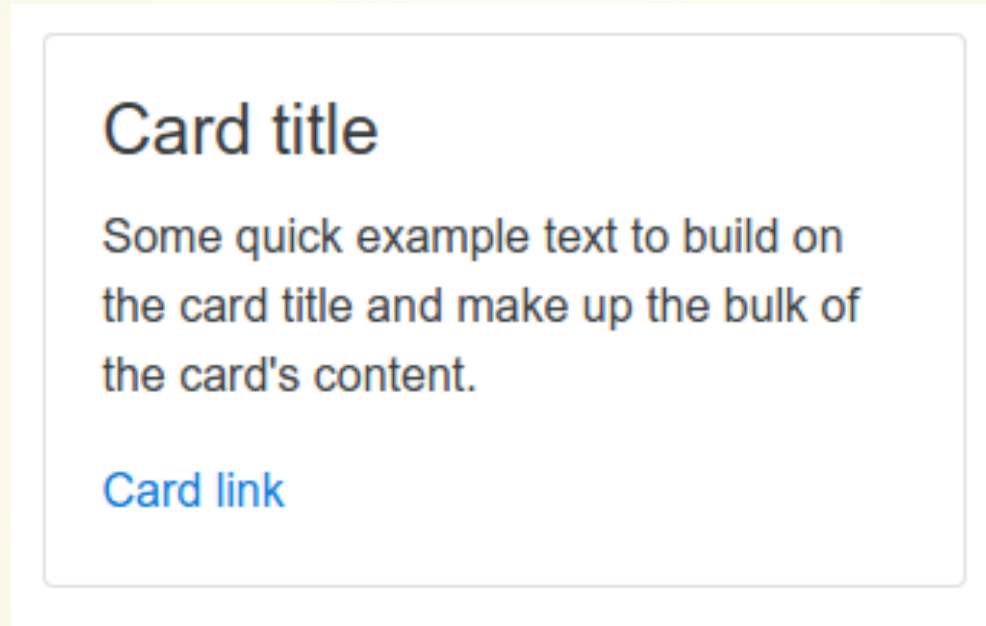 Card title
Some quick example text to build on
the card title and make up the bulk of
the card's content.
Card link